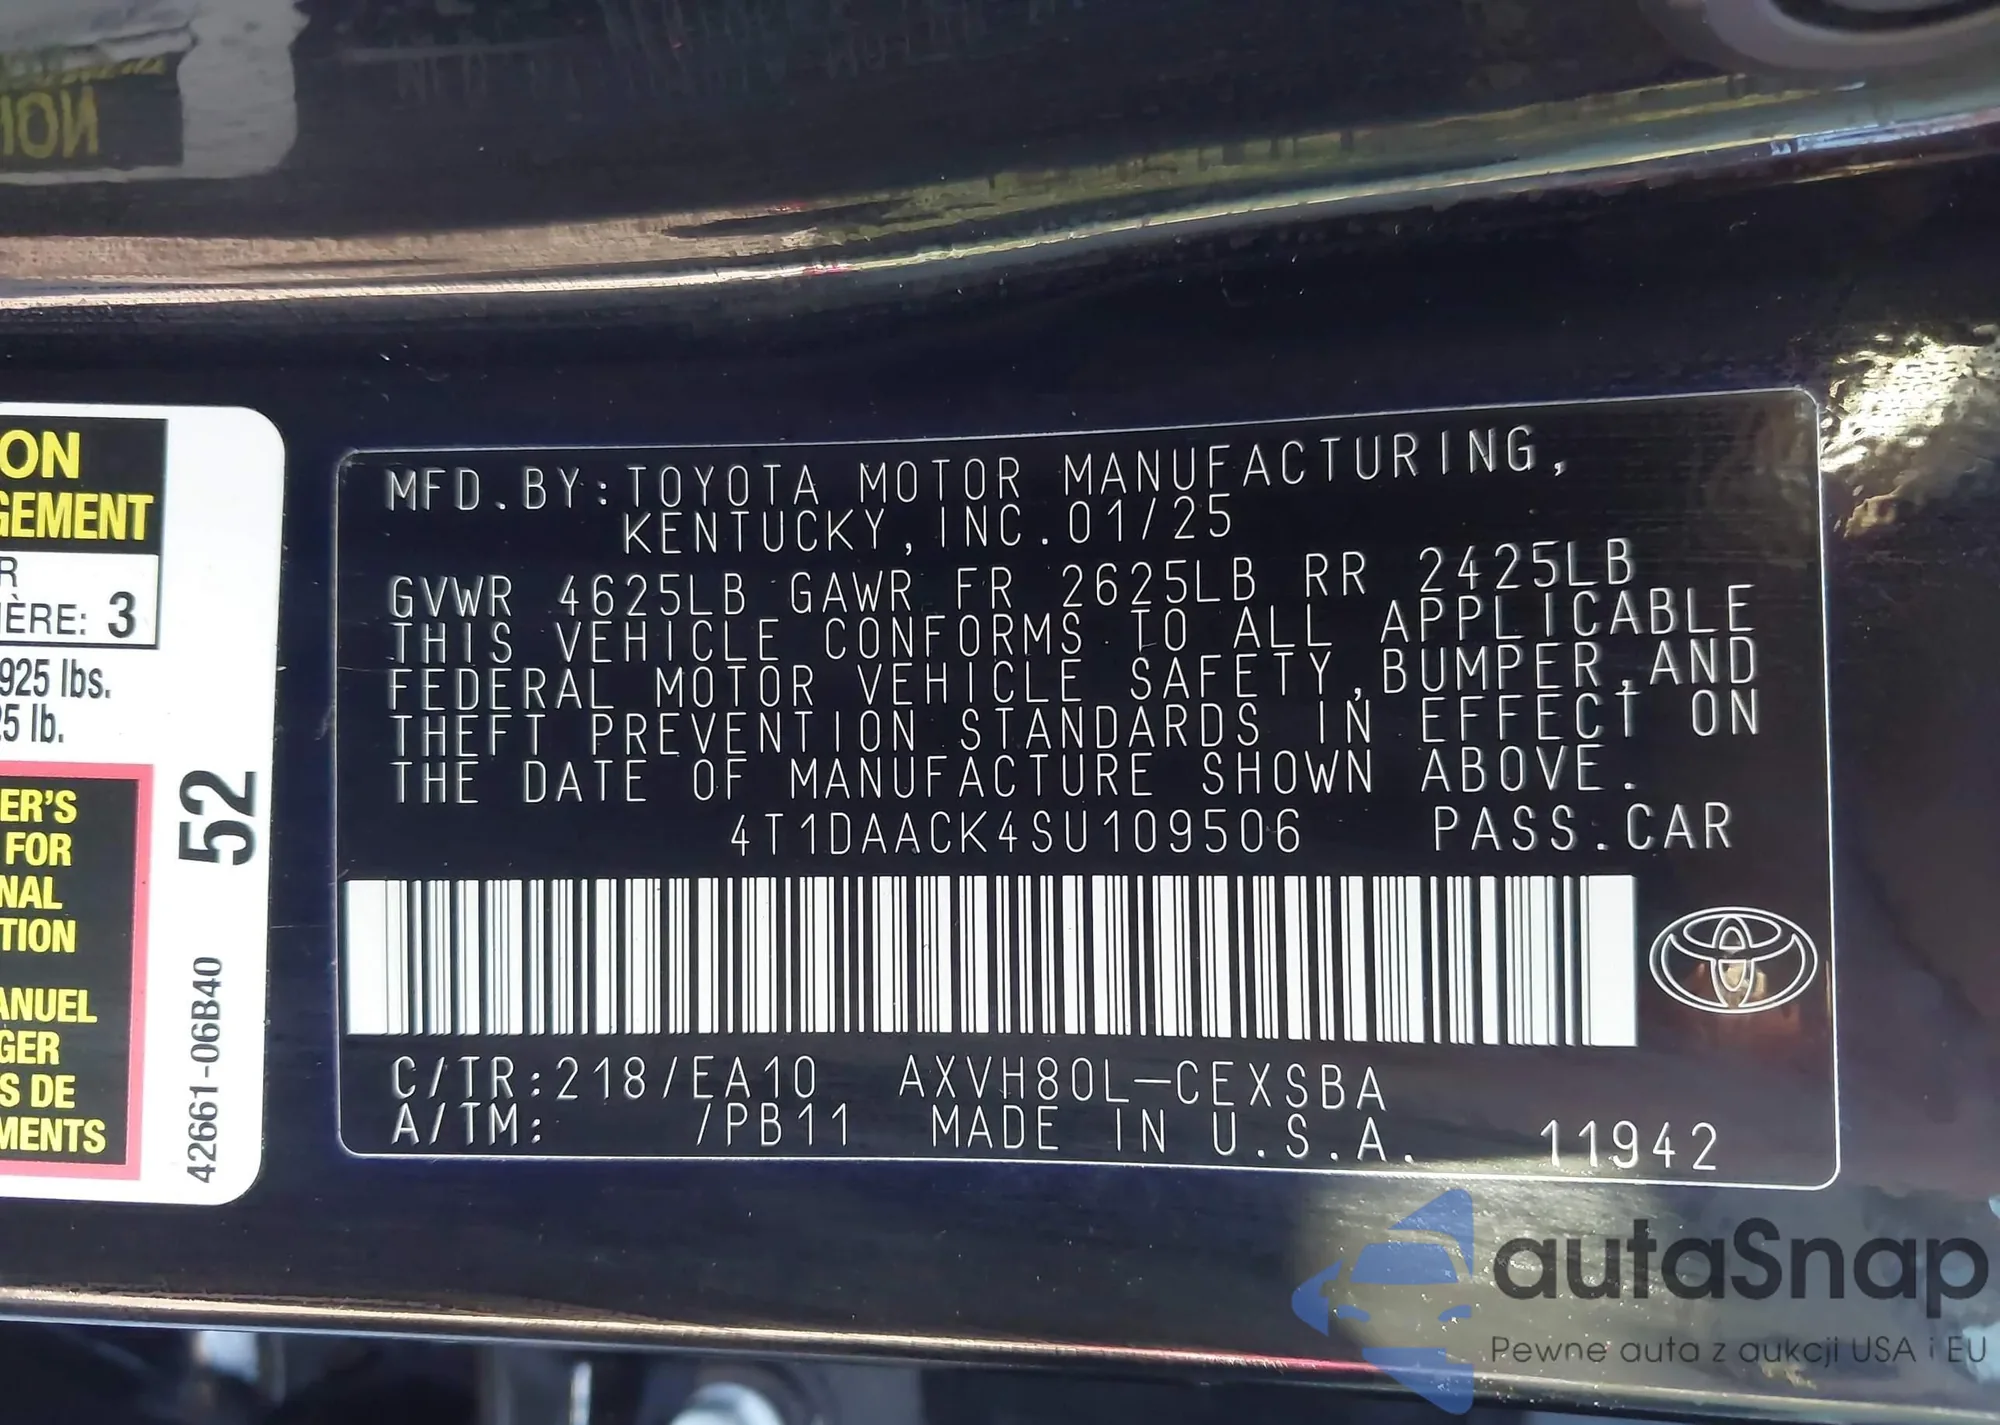 ON
GEMENT
R
IÈRE: 3
925 lbs.
25 lb.
ER'S
FOR
NAL
TION
ANUEL
GER
S DE
MENTS
52
42661-06B40
MFD.BY:TOYOTA MOTOR MANUFACTURING,
KENTUCKY,INC.01/25
GVWR 4625LB GAWR FR 2625LB RR 2425LB
THIS VEHICLE CONFORMS TO ALL APPLICABLE
FEDERAL MOTOR VEHICLE SAFETY,BUMPER,AND
THEFT PREVENTION STANDARDS IN EFFECT ON
THE DATE OF MANUFACTURE SHOWN ABOVE.
4T1DAACK4SU109506 PASS.CAR
C/TR:218/EA10 AXVH80L-CEXSBA
A/TM: /PB11 MADE IN U.S.A. 11942
autaSnap
Pewne auta z aukcji USA i EU